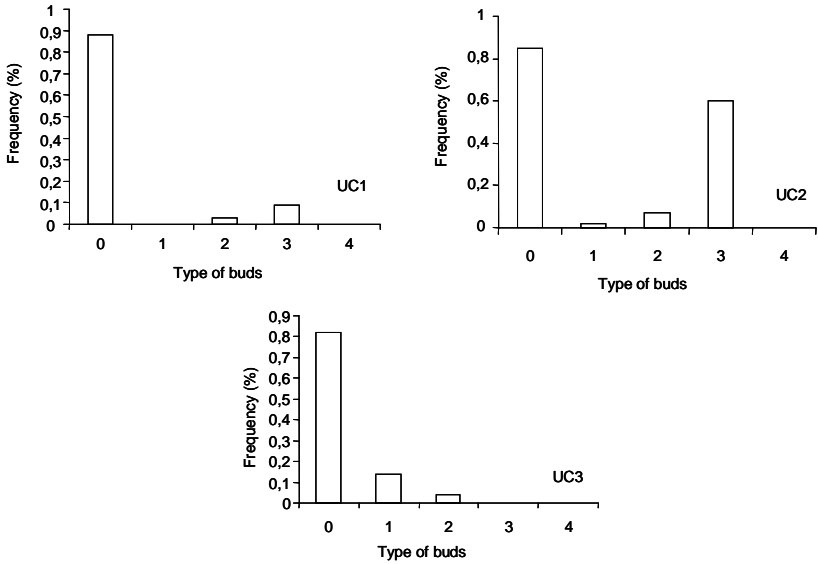 Frequency (%)
1
0,9
0,8
0,7
0,6
0,5
0,4
0,3
0,2
0,1
0
0 1 2 3 4
UC1
Type of buds
Frequency (%)
1
0,8
0,6
0,4
0,2
0
0 1 2 3 4
UC2
Type of buds
Frequency (%)
0,9
0,8
0,7
0,6
0,5
0,4
0,3
0,2
0,1
0
0 1 2 3 4
UC3
Type of buds